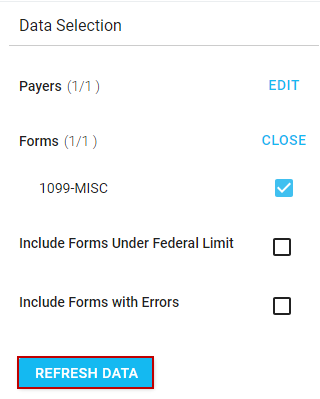 Data Selection
Payers (1/1 ) EDIT
Forms (1/1 ) CLOSE
1099-MISC
Include Forms Under Federal Limit
Include Forms with Errors
REFRESH DATA